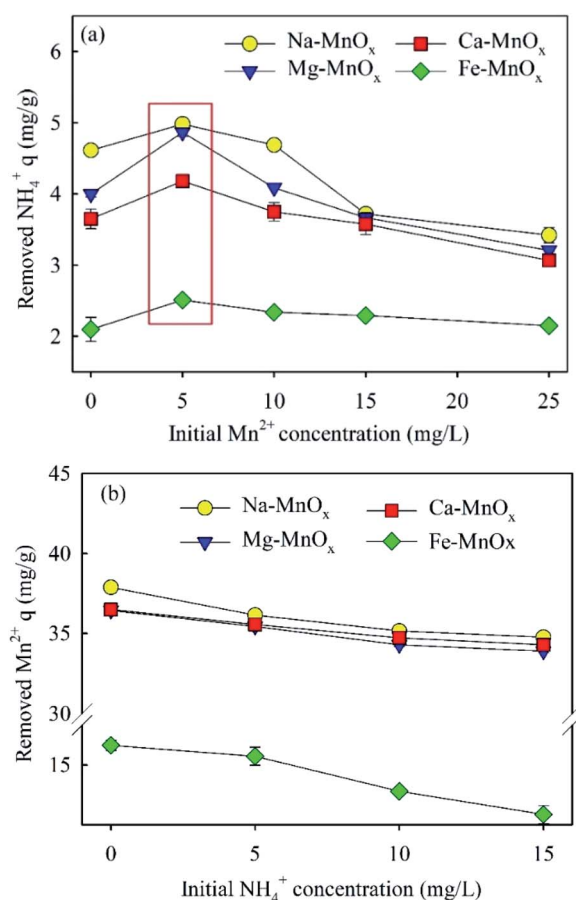 (a)
Na-MnOₓ Ca-MnOₓ
Mg-MnOₓ Fe-MnOₓ
6
5
4
3
2
Removed NH₄⁺ q (mg/g)
0 5 10 15 20 25
Initial Mn²⁺ concentration (mg/L)
(b)
Na-MnOₓ Ca-MnOₓ
Mg-MnOₓ Fe-MnOx
45
40
35
30
15
Removed Mn²⁺ q (mg/g)
0 5 10 15
Initial NH₄⁺ concentration (mg/L)